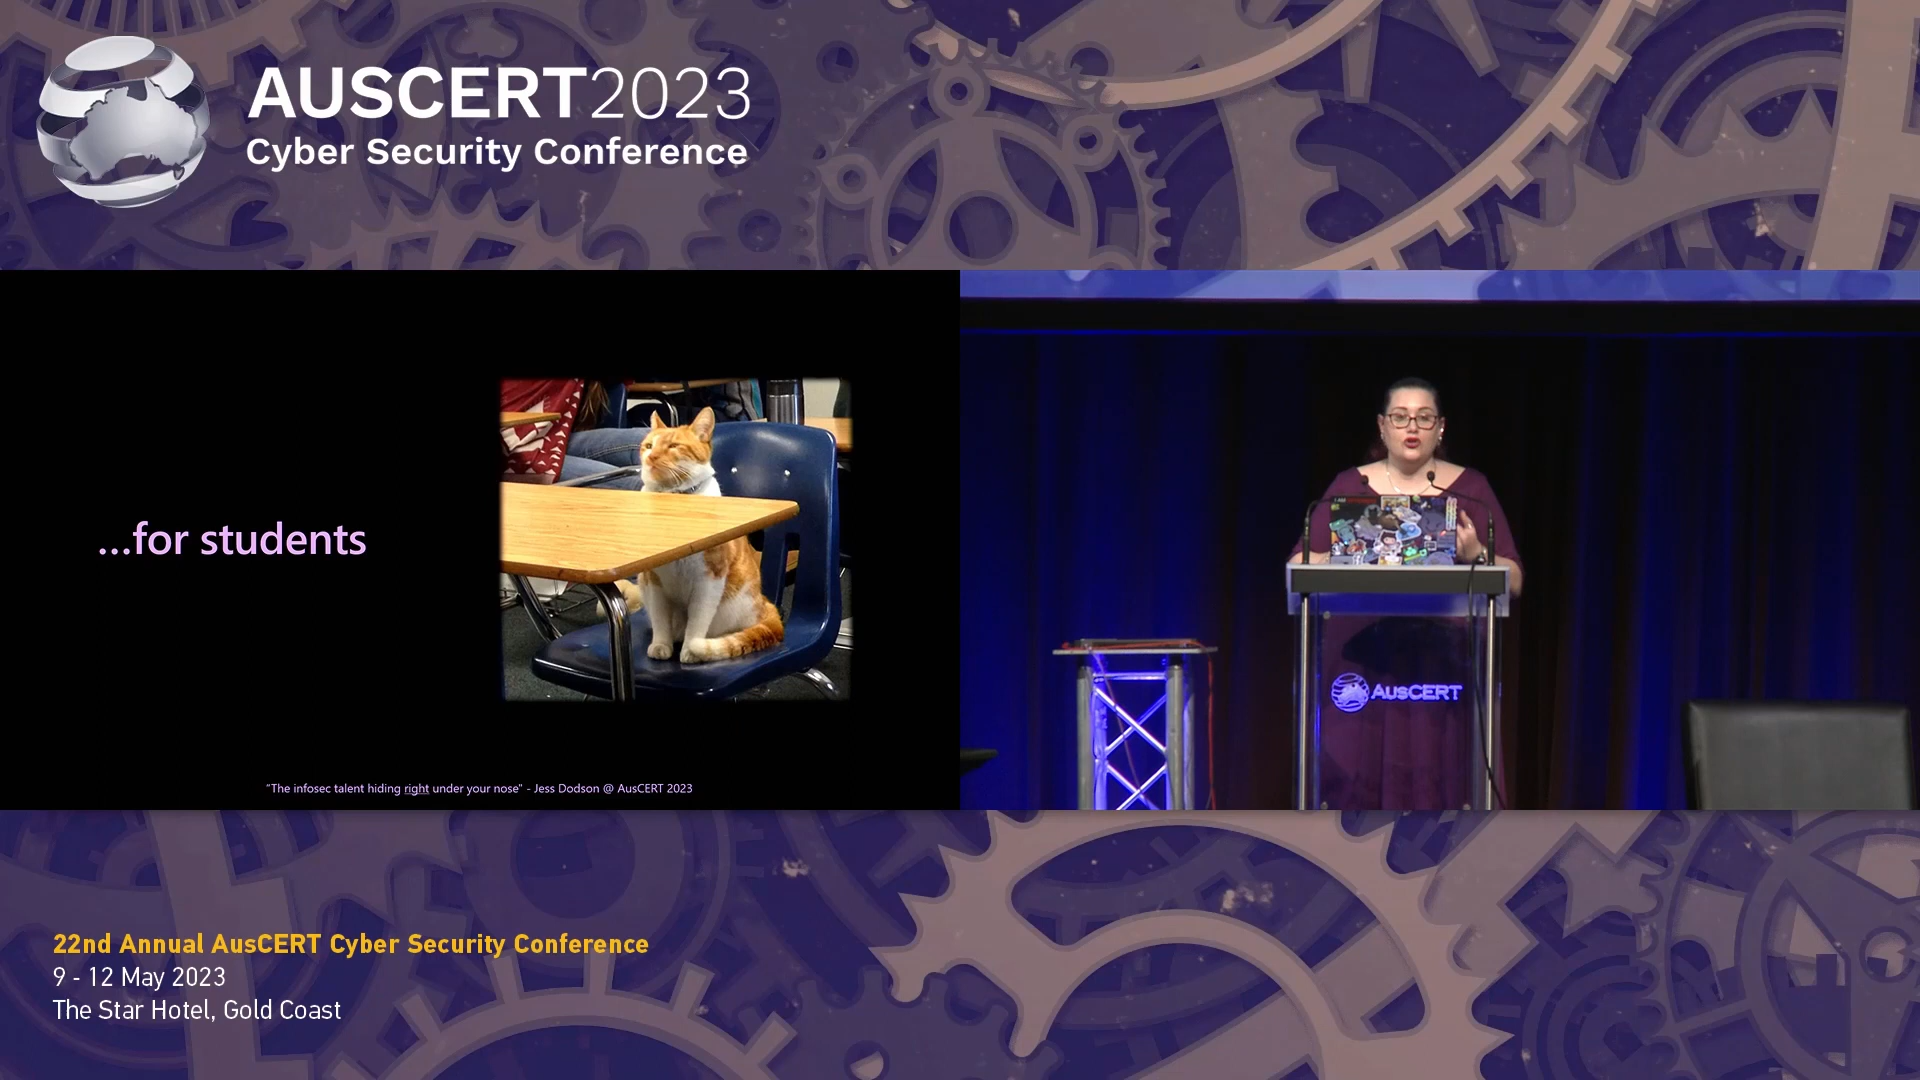 AUSCERT2023
Cyber Security Conference
...for students
"The infosec talent hiding right under your nose" - Jess Dodson @ AusCERT 2023
AUSCERT
22nd Annual AusCERT Cyber Security Conference
9 - 12 May 2023
The Star Hotel, Gold Coast